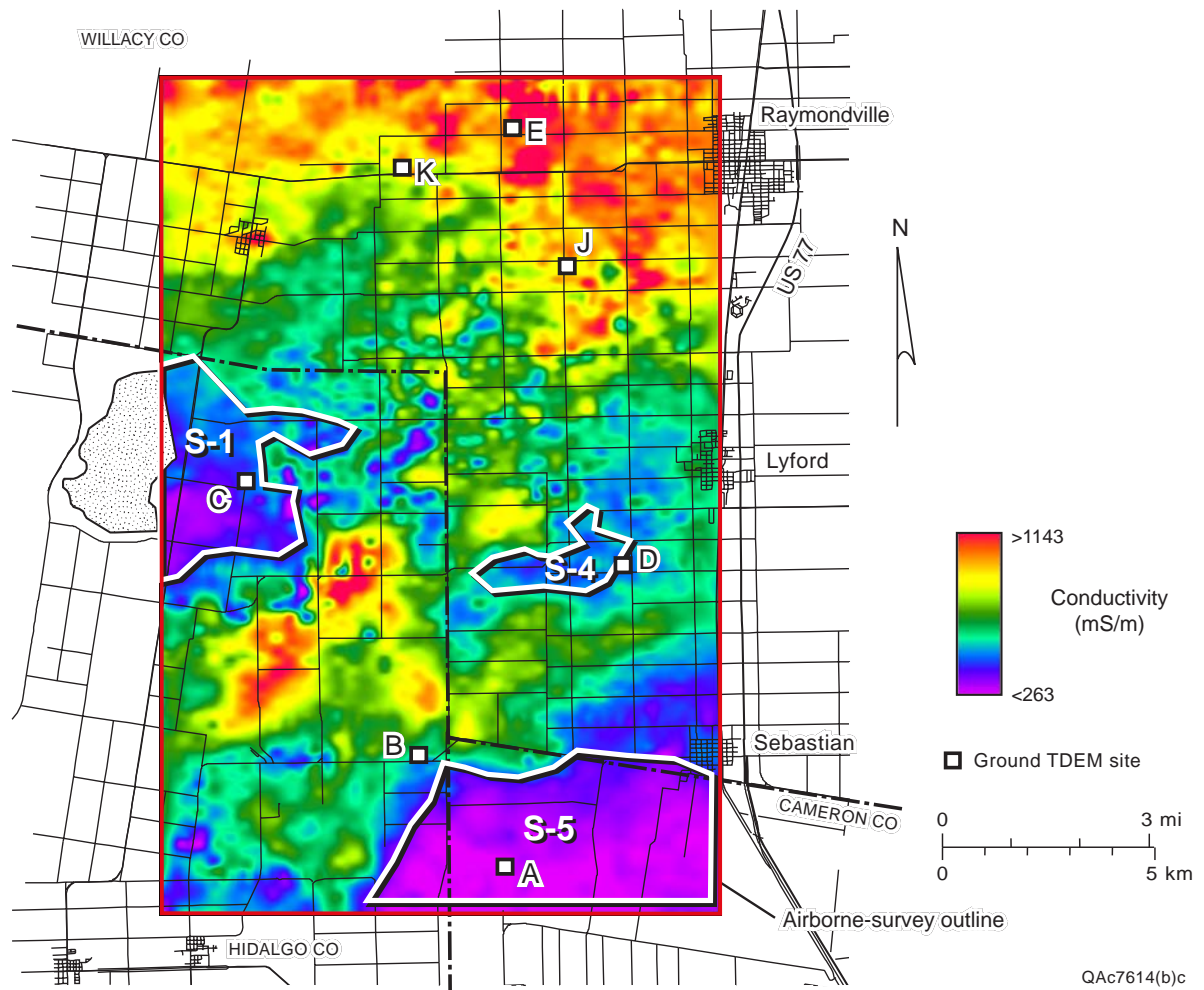 WILLACY CO
Raymondville
E
K
N
J
US 77
S-1
Lyford
C
S-4
D
>1143
Conductivity
(mS/m)
<263
B
Sebastian
Ground TDEM site
CAMERON CO
0 3 mi
S-5
A
0 5 km
Airborne-survey outline
HIDALGO CO
QAc7614(b)c